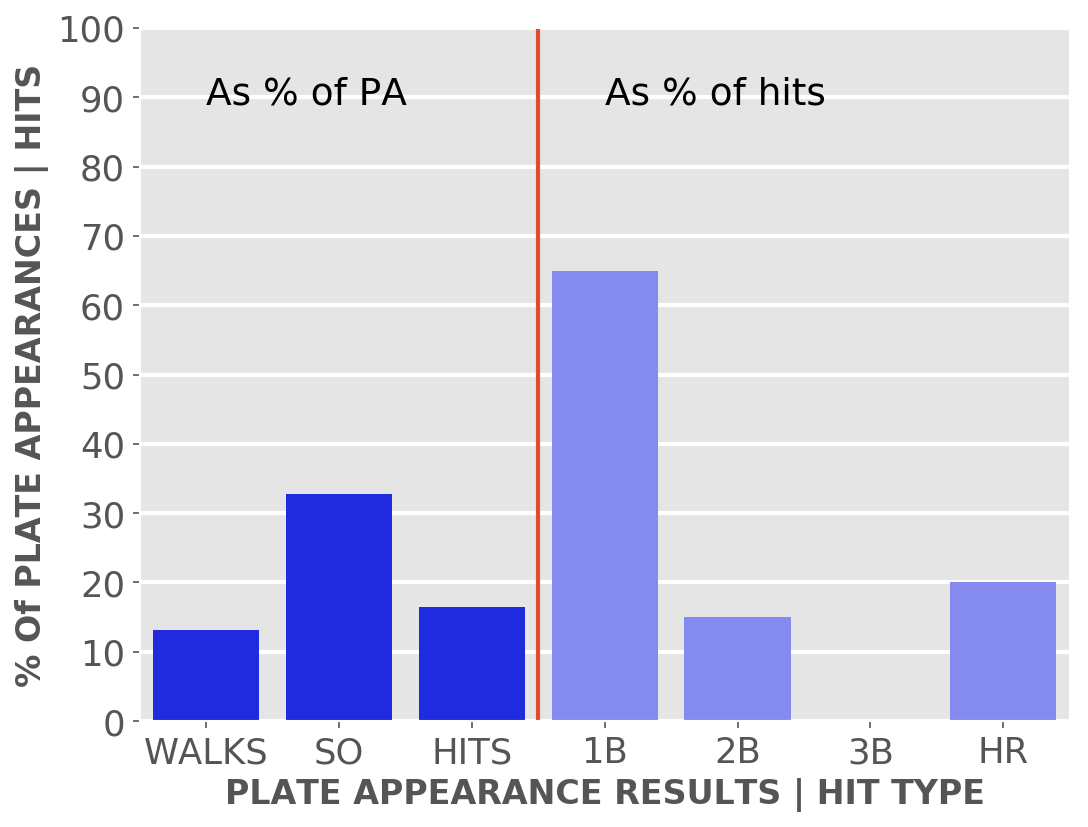 % Of PLATE APPEARANCES | HITS
100
90
80
70
60
50
40
30
20
10
0
As % of PA
As % of hits
WALKS SO HITS 1B 2B 3B HR
PLATE APPEARANCE RESULTS | HIT TYPE